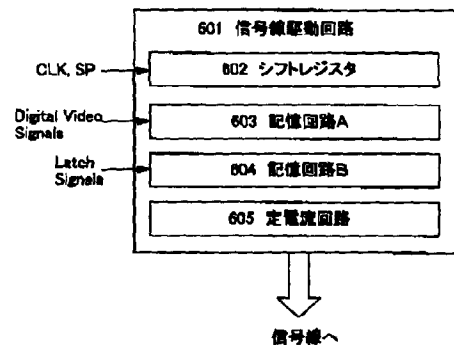 601 信号線駆動回路
CLK, SP
602 シフトレジスタ
Digital Video
Signals
603 記憶回路A
Latch
Signals
604 記憶回路B
605 定電流回路
信号線へ